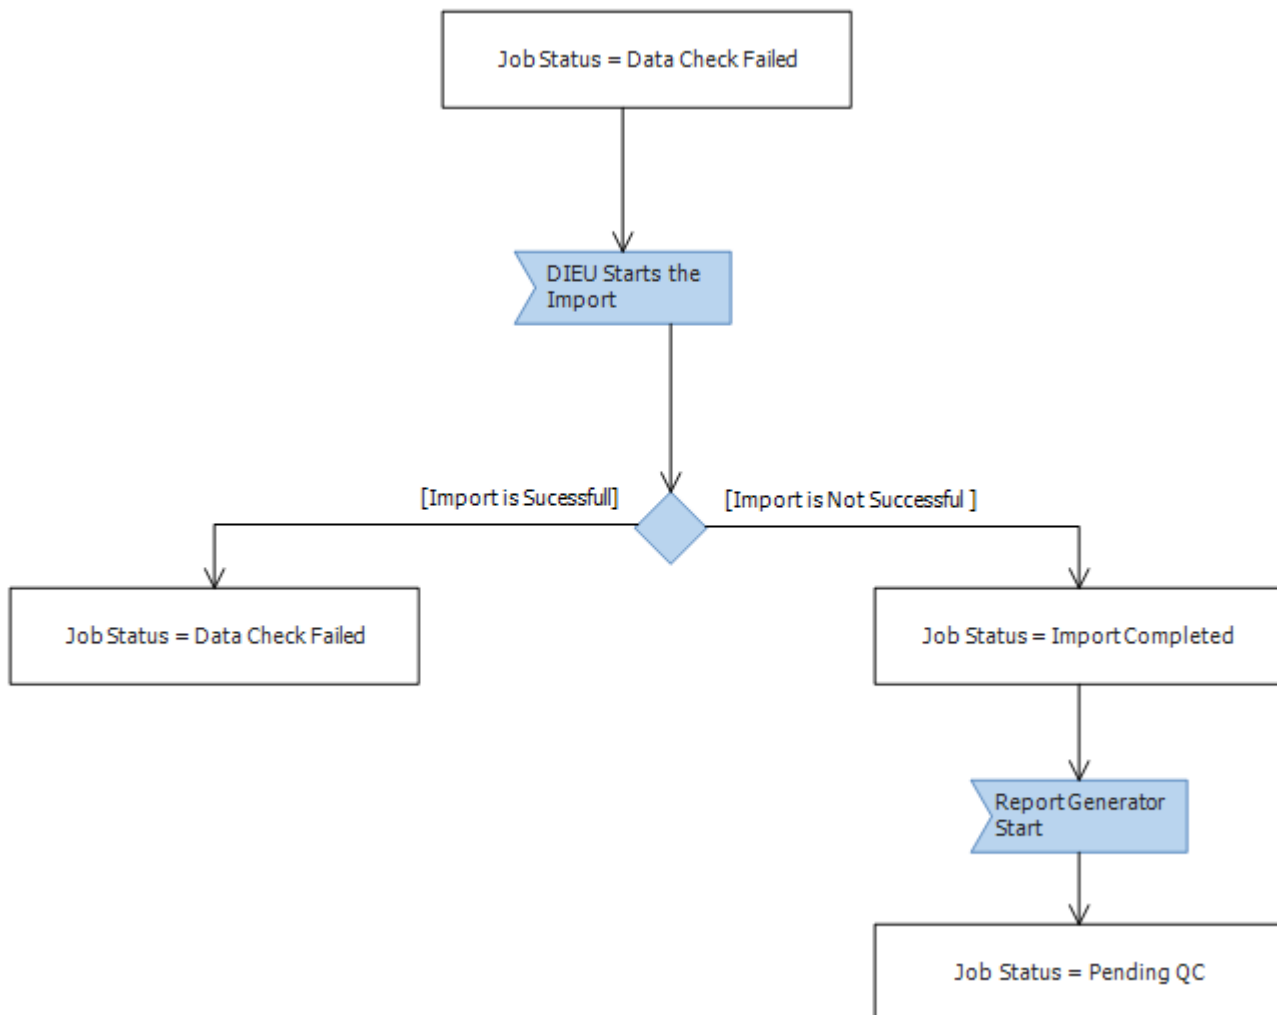 Job Status = Data Check Failed
DIEU Starts the
Import
[Import is Sucessfull]
[Import is Not Successful ]
Job Status = Data Check Failed
Job Status = Import Completed
Report Generator
Start
Job Status = Pending QC